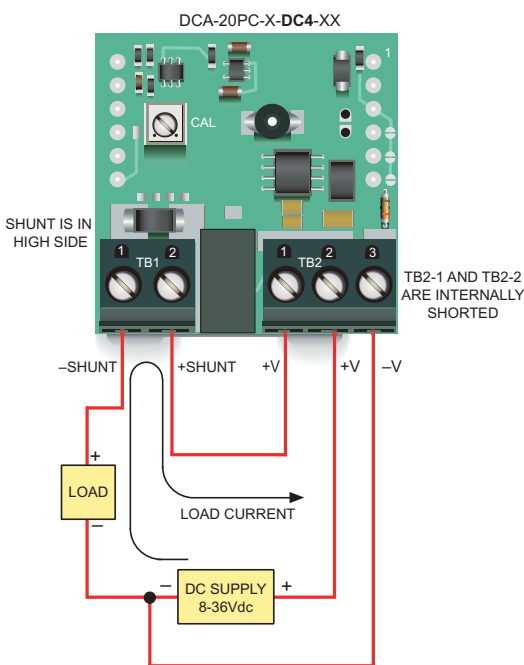 DCA-20PC-X-DC4-XX
1
CAL
SHUNT IS IN
HIGH SIDE
1 2
TB1
1 2 3
TB2
TB2-1 AND TB2-2
ARE INTERNALLY
SHORTED
–SHUNT +SHUNT +V +V –V
+
LOAD
–
LOAD CURRENT
– +
DC SUPPLY
8-36Vdc